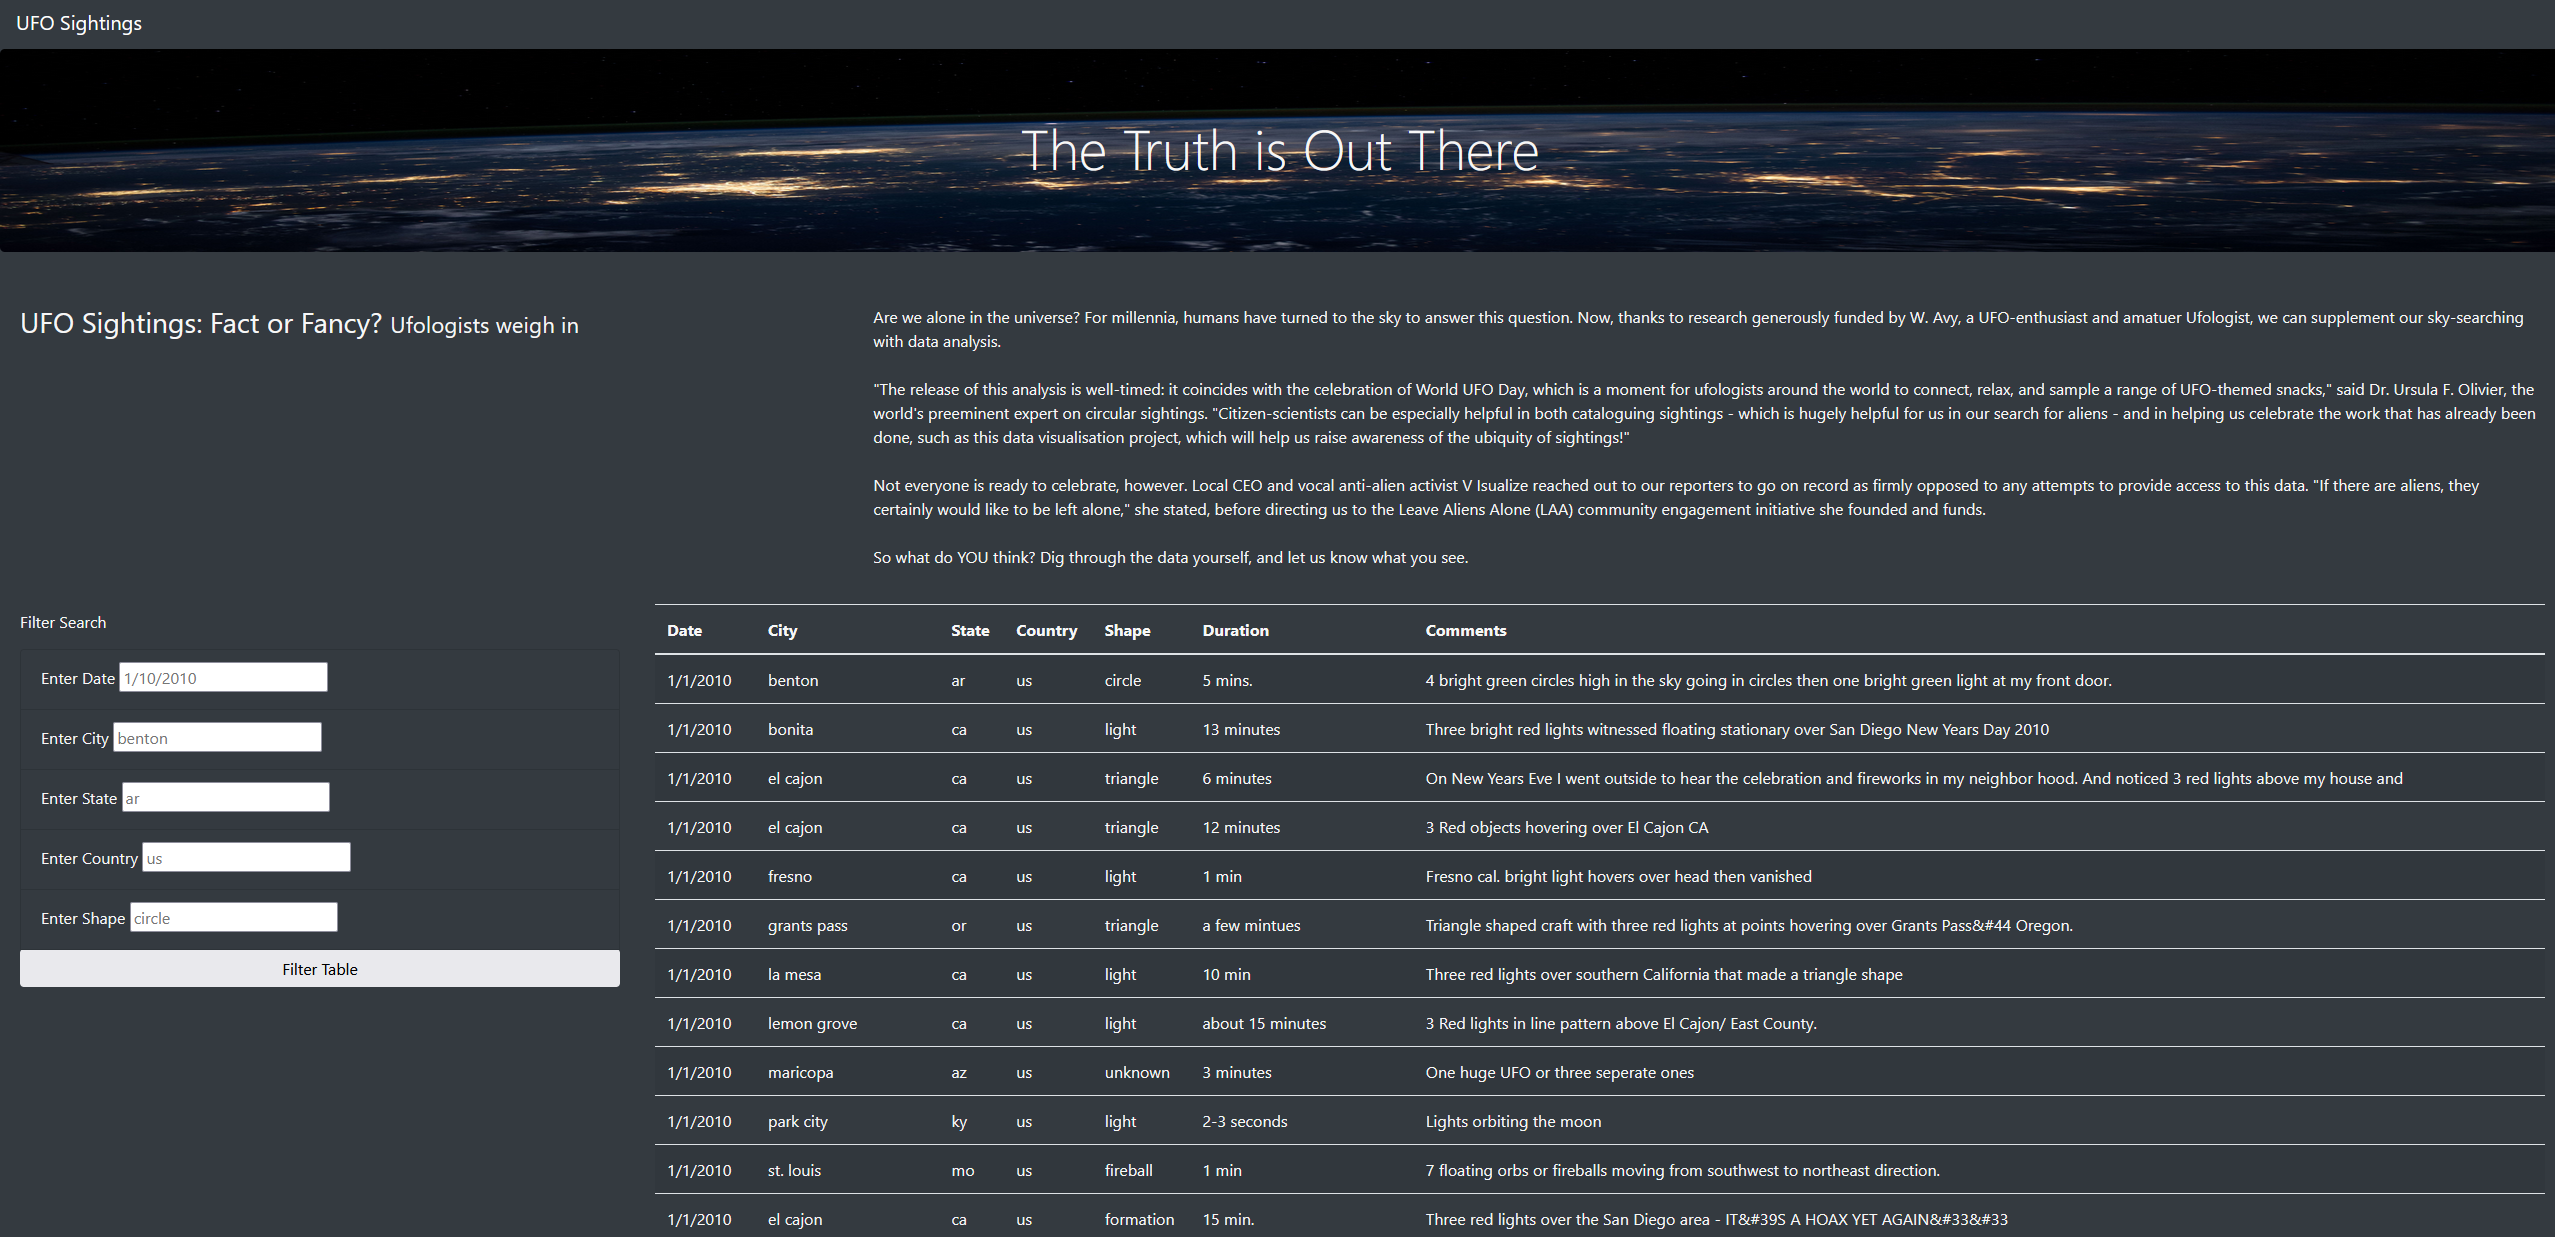 UFO Sightings
The Truth is Out There
UFO Sightings: Fact or Fancy? Ufologists weigh in
Are we alone in the universe? For millennia, humans have turned to the sky to answer this question. Now, thanks to research generously funded by W. Avy, a UFO-enthusiast and amatuer Ufologist, we can supplement our sky-searching
with data analysis.
"The release of this analysis is well-timed: it coincides with the celebration of World UFO Day, which is a moment for ufologists around the world to connect, relax, and sample a range of UFO-themed snacks," said Dr. Ursula F. Olivier, the
world's preeminent expert on circular sightings. "Citizen-scientists can be especially helpful in both cataloguing sightings - which is hugely helpful for us in our search for aliens - and in helping us celebrate the work that has already been
done, such as this data visualisation project, which will help us raise awareness of the ubiquity of sightings!"
Not everyone is ready to celebrate, however. Local CEO and vocal anti-alien activist V Isualize reached out to our reporters to go on record as firmly opposed to any attempts to provide access to this data. "If there are aliens, they
certainly would like to be left alone," she stated, before directing us to the Leave Aliens Alone (LAA) community engagement initiative she founded and funds.
So what do YOU think? Dig through the data yourself, and let us know what you see.
Filter Search
Enter Date 1/10/2010
Enter City benton
Enter State ar
Enter Country us
Enter Shape circle
Filter Table
Date City State Country Shape Duration Comments
1/1/2010 benton ar us circle 5 mins. 4 bright green circles high in the sky going in circles then one bright green light at my front door.
1/1/2010 bonita ca us light 13 minutes Three bright red lights witnessed floating stationary over San Diego New Years Day 2010
1/1/2010 el cajon ca us triangle 6 minutes On New Years Eve I went outside to hear the celebration and fireworks in my neighbor hood. And noticed 3 red lights above my house and
1/1/2010 el cajon ca us triangle 12 minutes 3 Red objects hovering over El Cajon CA
1/1/2010 fresno ca us light 1 min Fresno cal. bright light hovers over head then vanished
1/1/2010 grants pass or us triangle a few mintues Triangle shaped craft with three red lights at points hovering over Grants Pass&#44 Oregon.
1/1/2010 la mesa ca us light 10 min Three red lights over southern California that made a triangle shape
1/1/2010 lemon grove ca us light about 15 minutes 3 Red lights in line pattern above El Cajon/ East County.
1/1/2010 maricopa az us unknown 3 minutes One huge UFO or three seperate ones
1/1/2010 park city ky us light 2-3 seconds Lights orbiting the moon
1/1/2010 st. louis mo us fireball 1 min 7 floating orbs or fireballs moving from southwest to northeast direction.
1/1/2010 el cajon ca us formation 15 min. Three red lights over the San Diego area - IT&#39S A HOAX YET AGAIN&#33&#33